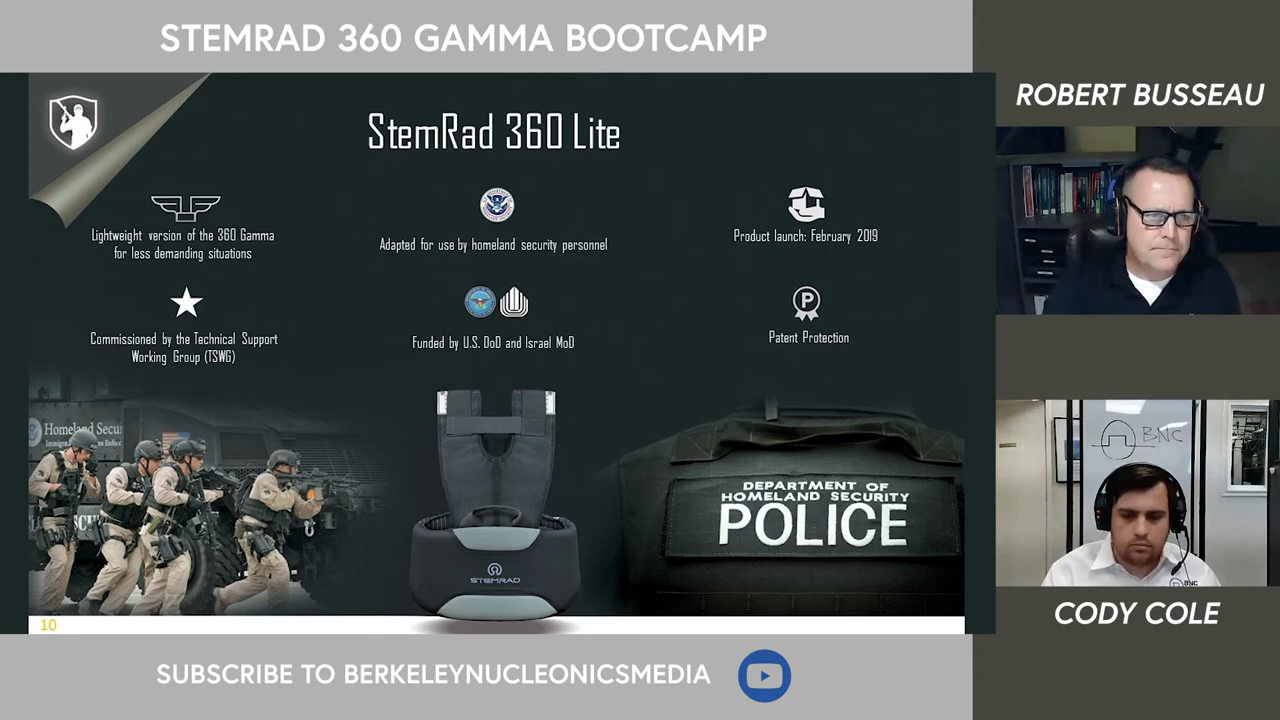 STEMRAD 360 GAMMA BOOTCAMP
ROBERT BUSSEAU
StemRad 360 Lite
Lightweight version of the 360 Gamma
for less demanding situations
Adapted for use by homeland security personnel
Product launch: February 2019
Commissioned by the Technical Support
Working Group (TSWG)
Funded by U.S. DoD and Israel MoD
P
Patent Protection
Homeland Secu
STEMRAD
DEPARTMENT OF
HOMELAND SECURITY
POLICE
BNC
BNC
CODY COLE
10
SUBSCRIBE TO BERKELEYNUCLEONICSMEDIA